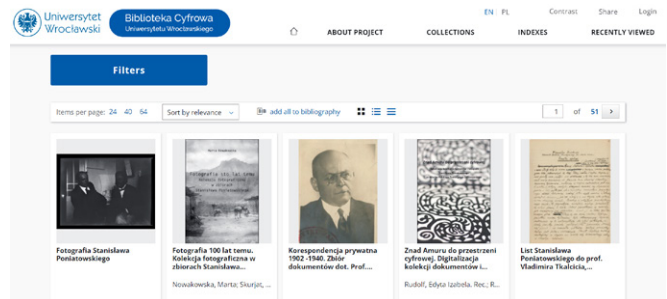 Uniwersytet
Wrocławski
Biblioteka Cyfrowa
Uniwersytetu Wrocławskiego
EN PL Contrast Share Login
ABOUT PROJECT COLLECTIONS INDEXES RECENTLY VIEWED
Filters
Items per page: 24 40 64 Sort by relevance add all to bibliography 1 of 51 >
Fotografia Stanisława
Poniatowskiego
Fotografia 100 lat temu.
Kolekcja fotograficzna w
zbiorach Stanisława...
Nowakowska, Marta; Skurjat, ...
Korespondencja prywatna
1902 -1940. Zbiór
dokumentów dot. Prof....
Znad Amuru do przestrzeni
cyfrowej. Digitalizacja
kolekcji dokumentów i...
Rudolf, Edyta Izabela. Rec.; R...
List Stanisława
Poniatowskiego do prof.
Vladimira Tkalcicia,...